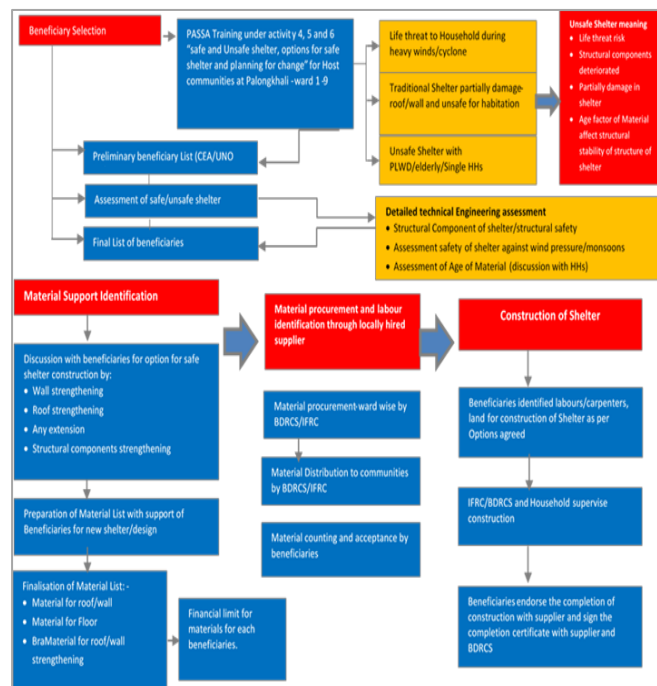 Beneficiary Selection
PASSA Training under activity 4, 5 and 6
"safe and Unsafe shelter, options for safe
shelter and planning for change" for Host
communities at Palongkhali -ward 1-9
Life threat to Household during
heavy winds/cyclone
Traditional Shelter partially damage-
roof/wall and unsafe for habitation
Unsafe Shelter with
PLWD/elderly/Single HHs
Unsafe Shelter meaning
• Life threat risk
• Structural components
deteriorated
• Partially damage in
shelter
• Age factor of Material
affect structural
stability of structure of
shelter
Preliminary beneficiary List (CEA/UNO
Assessment of safe/unsafe shelter
Final List of beneficiaries
Detailed technical Engineering assessment
• Structural Component of shelter/structural safety
• Assessment safety of shelter against wind pressure/monsoons
• Assessment of Age of Material (discussion with HHs)
Material Support Identification
Discussion with beneficiaries for option for safe
shelter construction by:
• Wall strengthening
• Roof strengthening
• Any extension
• Structural components strengthening
Preparation of Material List with support of
Beneficiaries for new shelter/design
Finalisation of Material List: -
• Material for roof/wall
• Material for Floor
• BraMaterial for roof/wall
strengthening
Financial limit for
materials for each
beneficiaries.
Material procurement and labour
identification through locally hired
supplier
Material procurement-ward wise by
BDRCS/IFRC
Material Distribution to communities
by BDRCS/IFRC
Material counting and acceptance by
beneficiaries
Construction of Shelter
Beneficiaries identified labours/carpenters,
land for construction of Shelter as per
Options agreed
IFRC/BDRCS and Household supervise
construction
Beneficiaries endorse the completion of
construction with supplier and sign the
completion certificate with supplier and
BDRCS